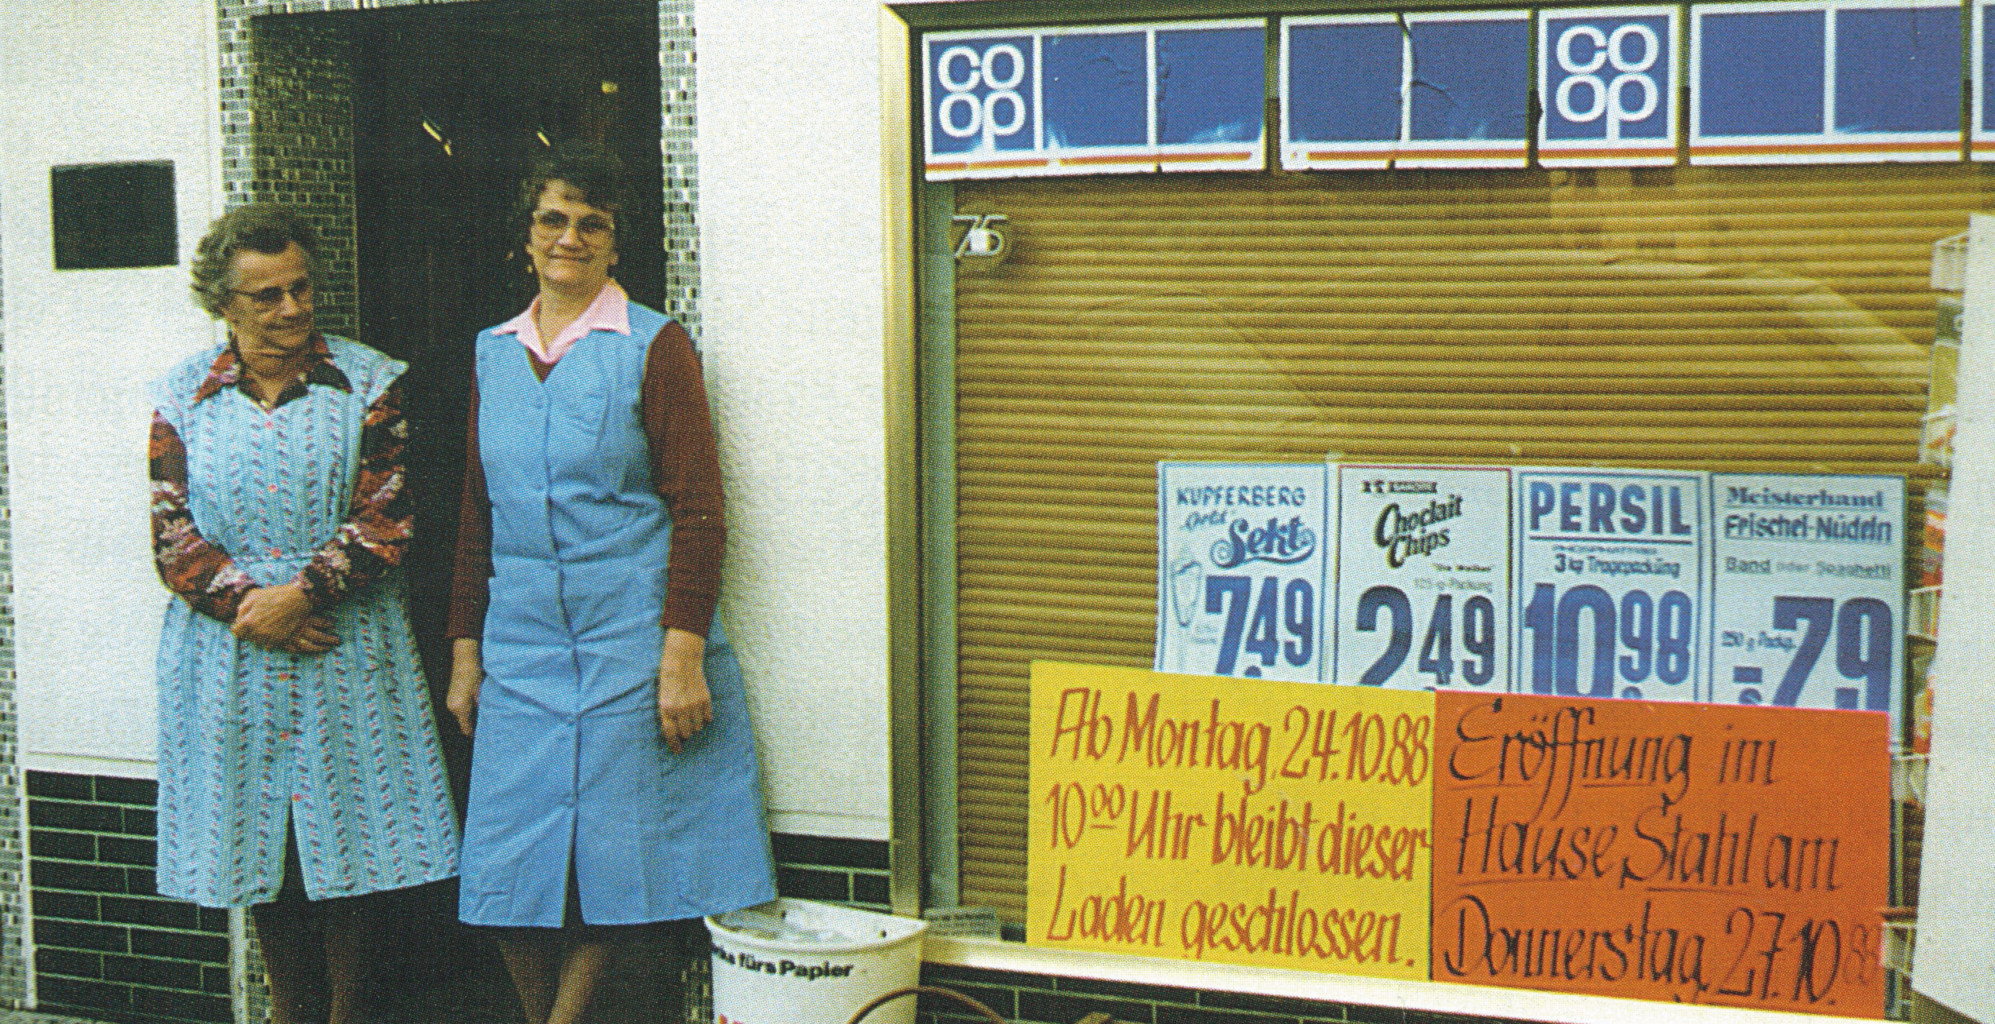 co
op
co
op
75
KUPFERBERG
Gold
Sekt
7.49
Choclait
Chips
2.49
PERSIL
3 kg Tragepackung
10.98
Meisterhand
Frischei-Nudeln
Band oder Spaghetti
250 g Packg.
-.79
Ab Montag, 24.10.88
10 00 Uhr bleibt dieser
Laden geschlossen.
Eröffnung im
Hause Stahl am
Donnerstag, 27.10.88
fürs Papier